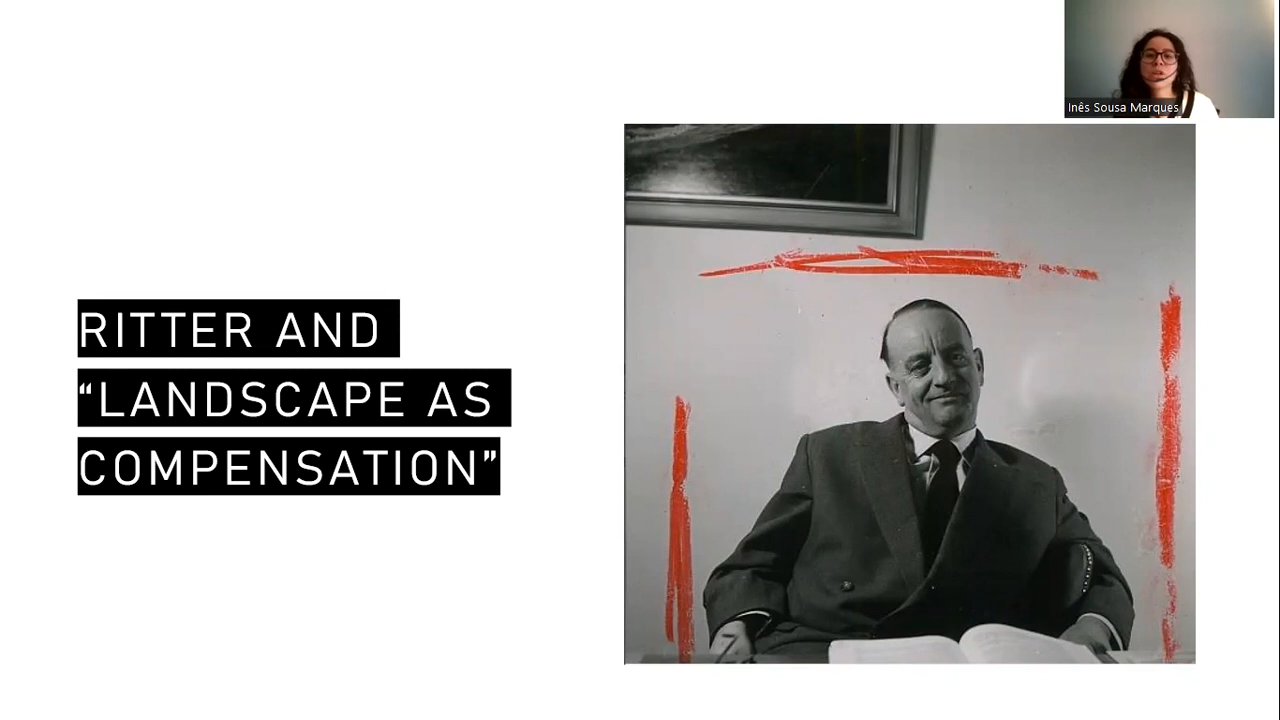 Inês Sousa Marques
RITTER AND
“LANDSCAPE AS
COMPENSATION”